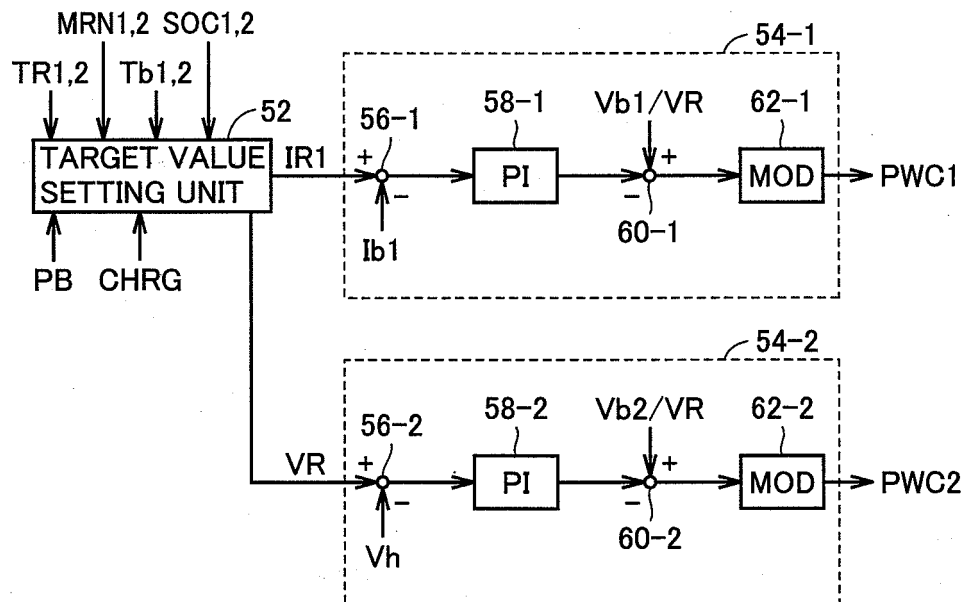 MRN1,2 SOC1,2
TR1,2 Tb1,2
52
TARGET VALUE
SETTING UNIT
PB CHRG
IR1
VR
54-1
56-1
+
-
Ib1
58-1
PI
Vb1/VR
+
-
60-1
62-1
MOD
PWC1
54-2
56-2
+
-
Vh
58-2
PI
Vb2/VR
+
-
60-2
62-2
MOD
PWC2